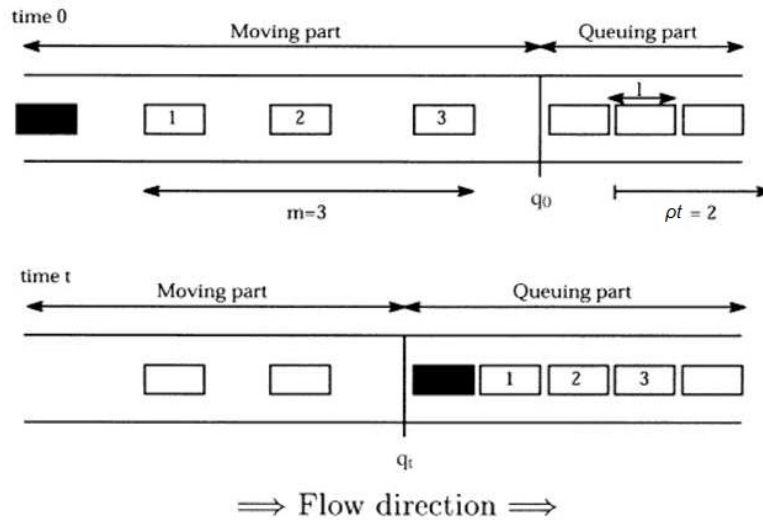 time 0
Moving part
Queuing part
l
1 2 3
m=3
q₀
ρt = 2
time t
Moving part
Queuing part
1 2 3
qₜ
⟹ Flow direction ⟹